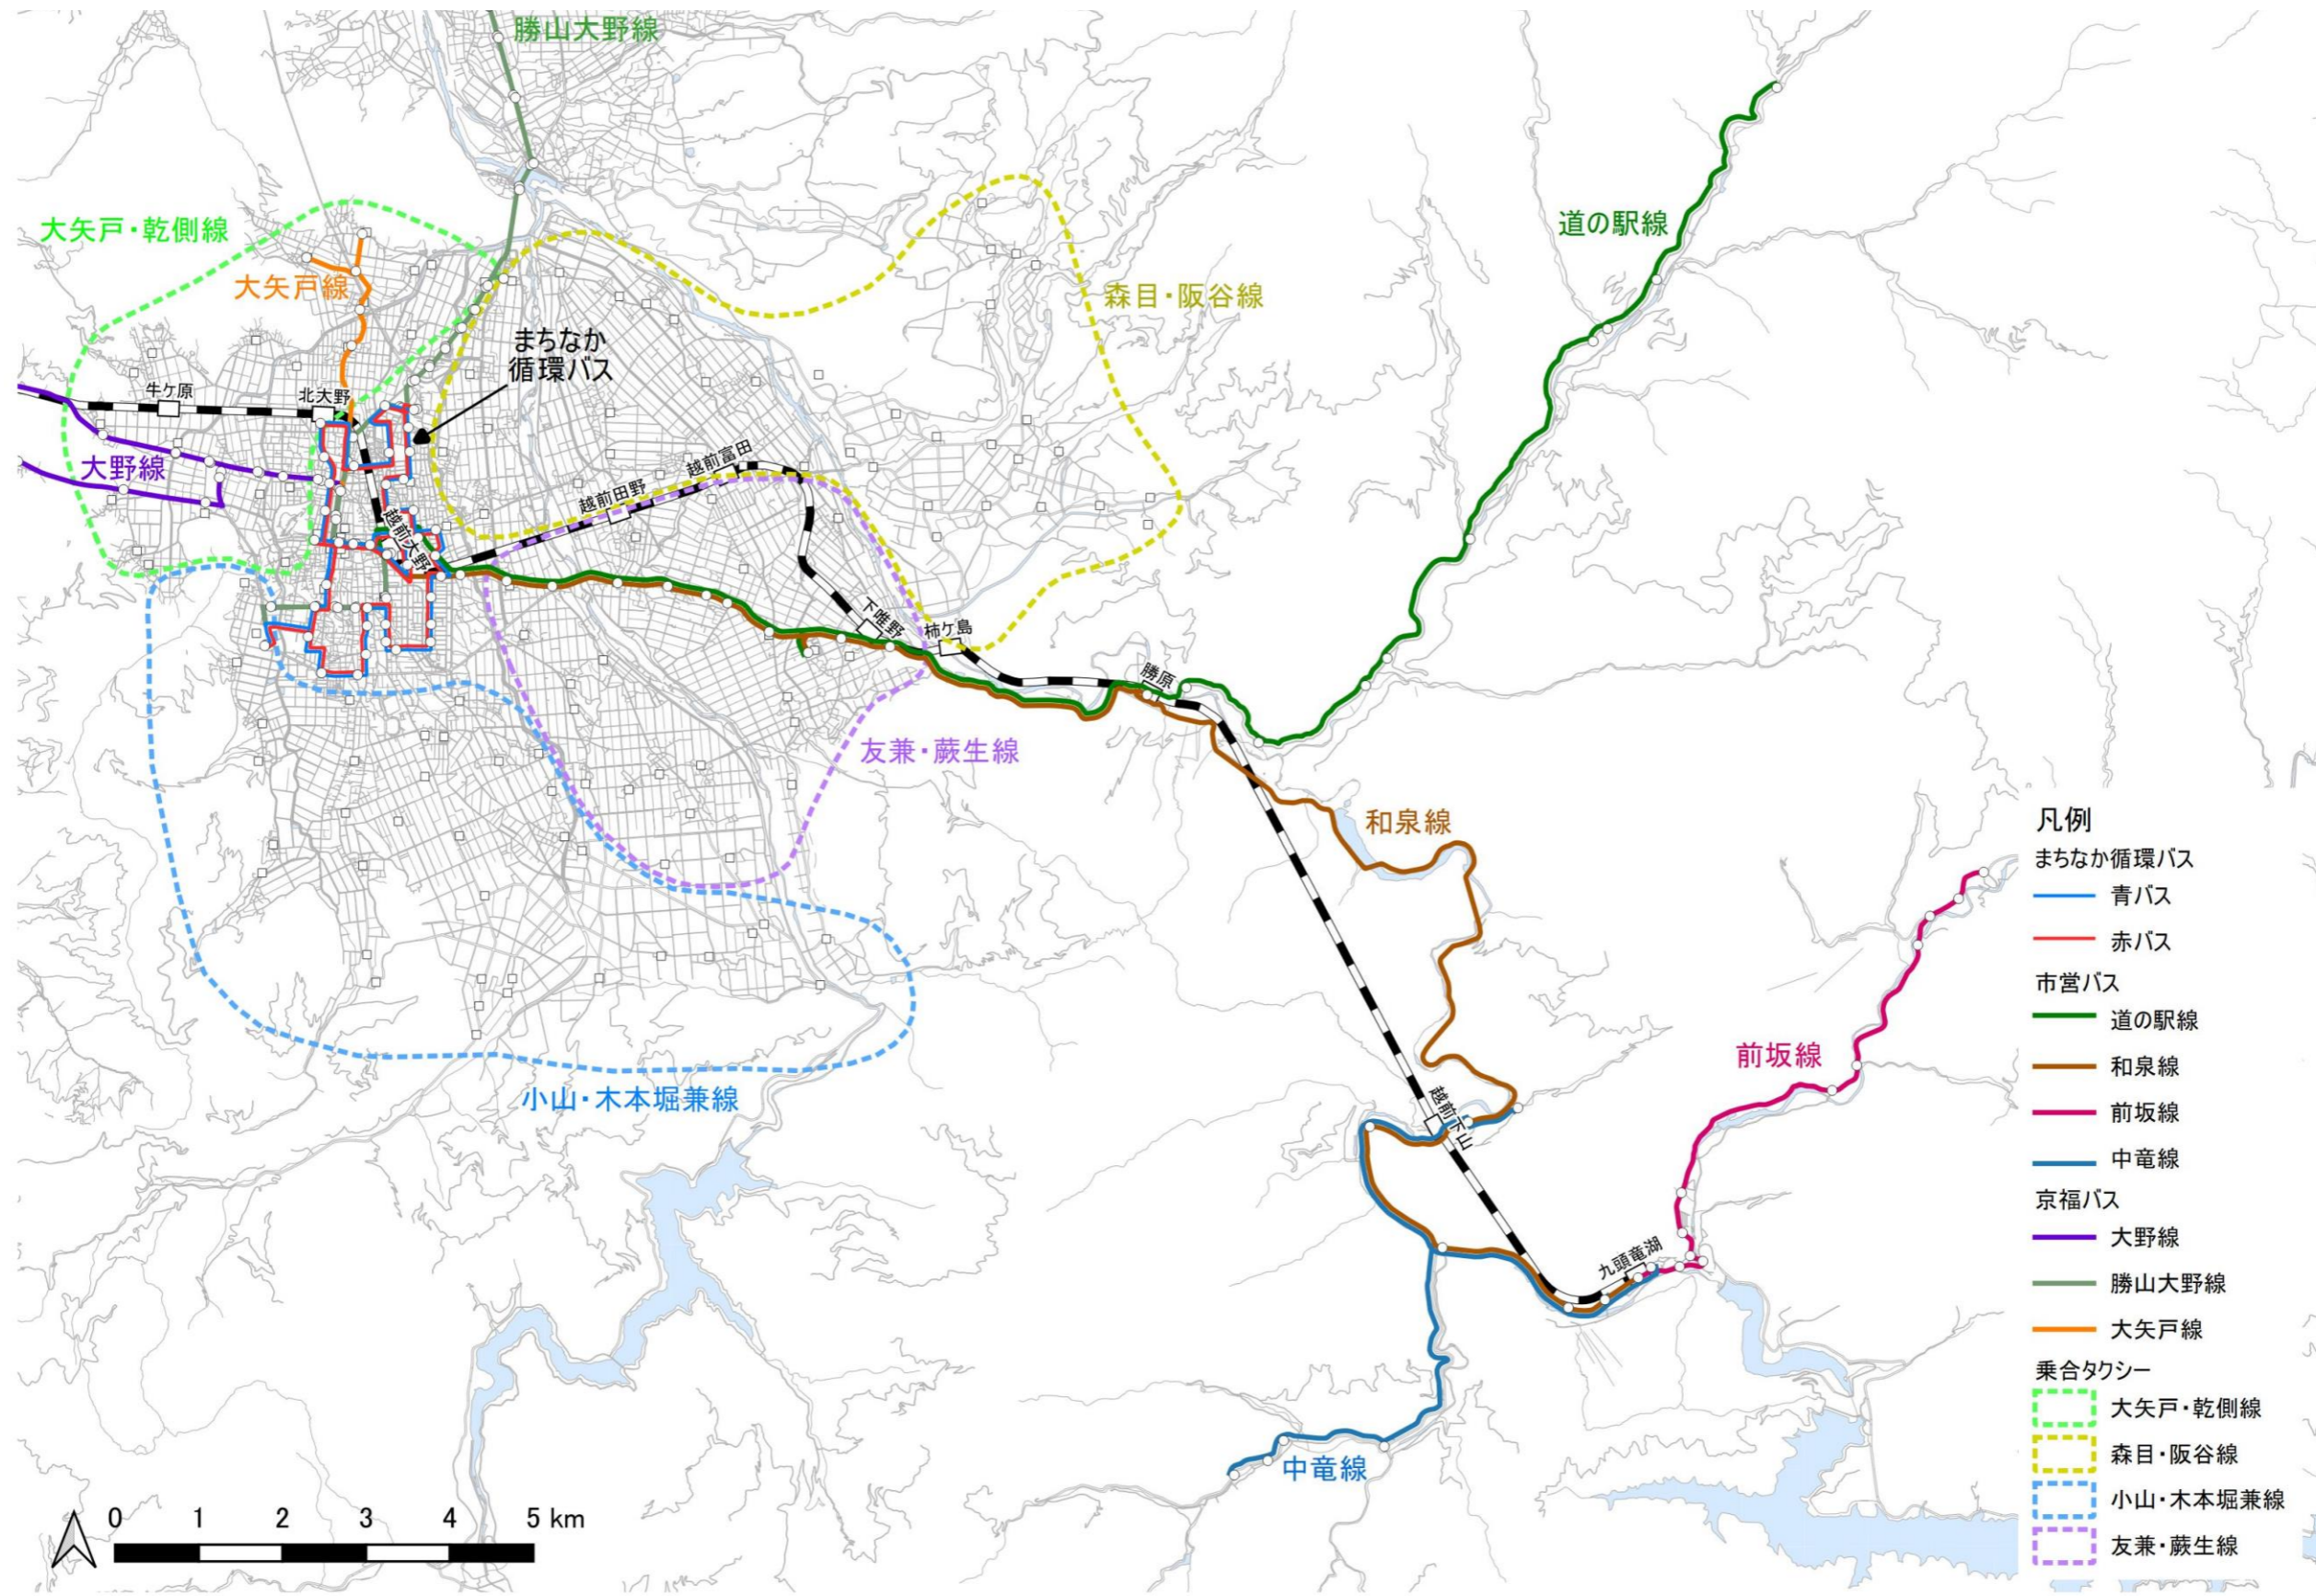 勝山大野線
大矢戸・乾側線
道の駅線
大矢戸線
森目・阪谷線
まちなか
循環バス
牛ケ原
北大野
大野線
越前富田
越前田野
越前大野
下唯野
柿ケ島
勝原
友兼・蕨生線
和泉線
前坂線
小山・木本堀兼線
越前下山
九頭竜湖
中竜線
0 1 2 3 4 5 km
凡例
まちなか循環バス
青バス
赤バス
市営バス
道の駅線
和泉線
前坂線
中竜線
京福バス
大野線
勝山大野線
大矢戸線
乗合タクシー
大矢戸・乾側線
森目・阪谷線
小山・木本堀兼線
友兼・蕨生線